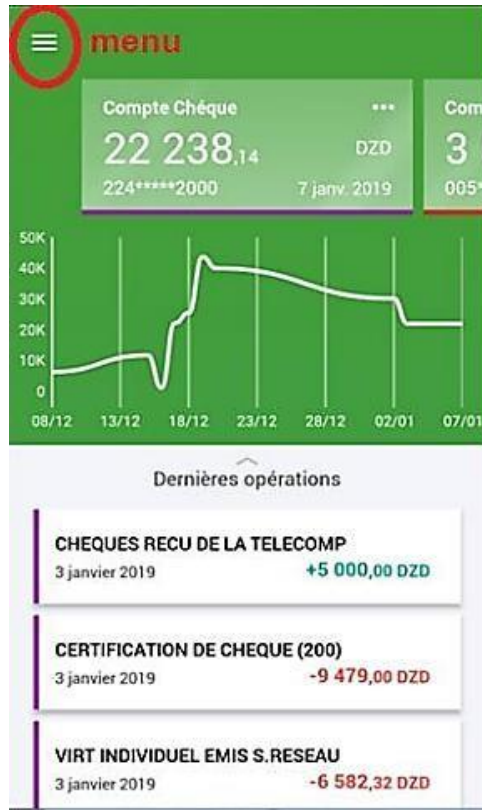 menu
Compte Chéque ...
22 238,14 DZD
224*****2000 7 janv. 2019
Com
3
005*
50K
40K
30K
20K
10K
0
08/12 13/12 18/12 23/12 28/12 02/01 07/01
Dernières opérations
CHEQUES RECU DE LA TELECOMP
3 janvier 2019 +5 000,00 DZD
CERTIFICATION DE CHEQUE (200)
3 janvier 2019 -9 479,00 DZD
VIRT INDIVIDUEL EMIS S.RESEAU
3 janvier 2019 -6 582,32 DZD